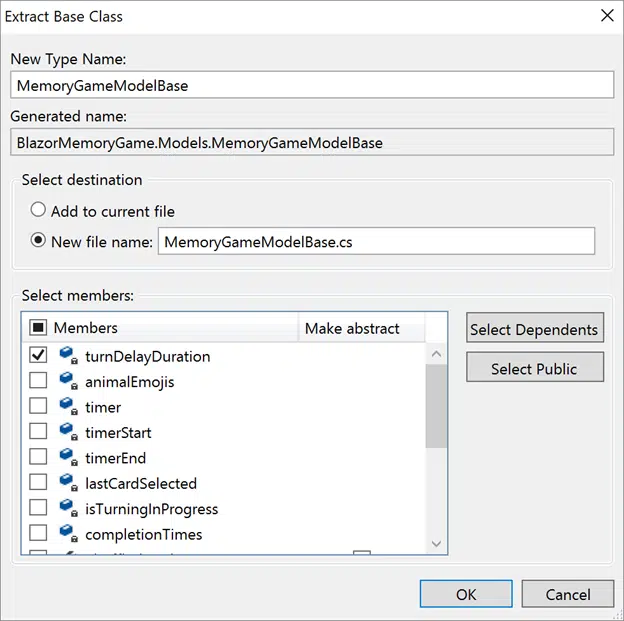 Extract Base Class
New Type Name:
MemoryGameModelBase
Generated name:
BlazorMemoryGame.Models.MemoryGameModelBase
Select destination
Add to current file
New file name: MemoryGameModelBase.cs
Select members:
Members Make abstract
Select Dependents
Select Public
turnDelayDuration
animalEmojis
timer
timerStart
timerEnd
lastCardSelected
isTurningInProgress
completionTimes
OK Cancel